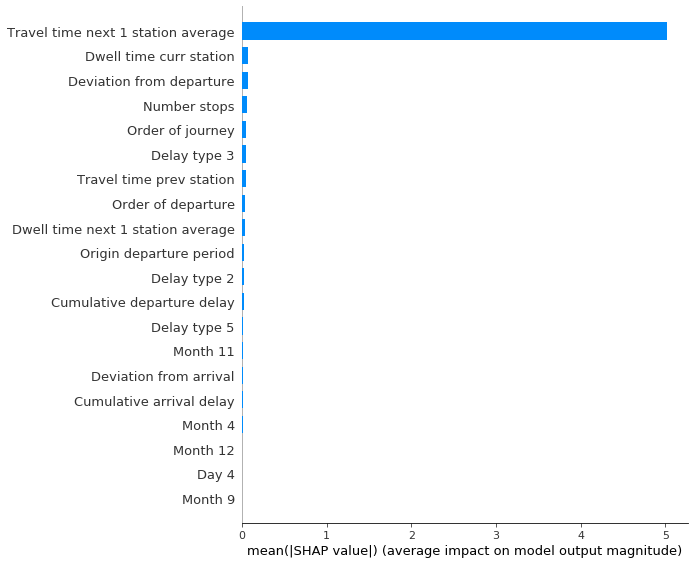 Travel time next 1 station average
Dwell time curr station
Deviation from departure
Number stops
Order of journey
Delay type 3
Travel time prev station
Order of departure
Dwell time next 1 station average
Origin departure period
Delay type 2
Cumulative departure delay
Delay type 5
Month 11
Deviation from arrival
Cumulative arrival delay
Month 4
Month 12
Day 4
Month 9
0 1 2 3 4 5
mean(|SHAP value|) (average impact on model output magnitude)